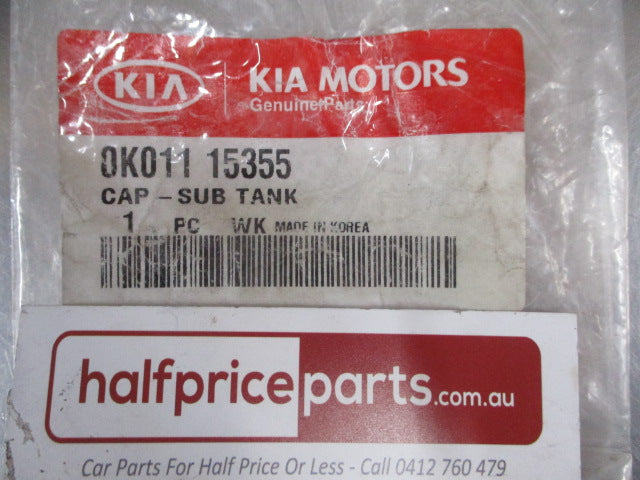 KIA
KIA MOTORS
Genuine Parts
0K011 15355
CAP - SUB TANK
1 PC WK MADE IN KOREA
halfpriceparts.com.au
Car Parts For Half Price Or Less - Call 0412 760 479